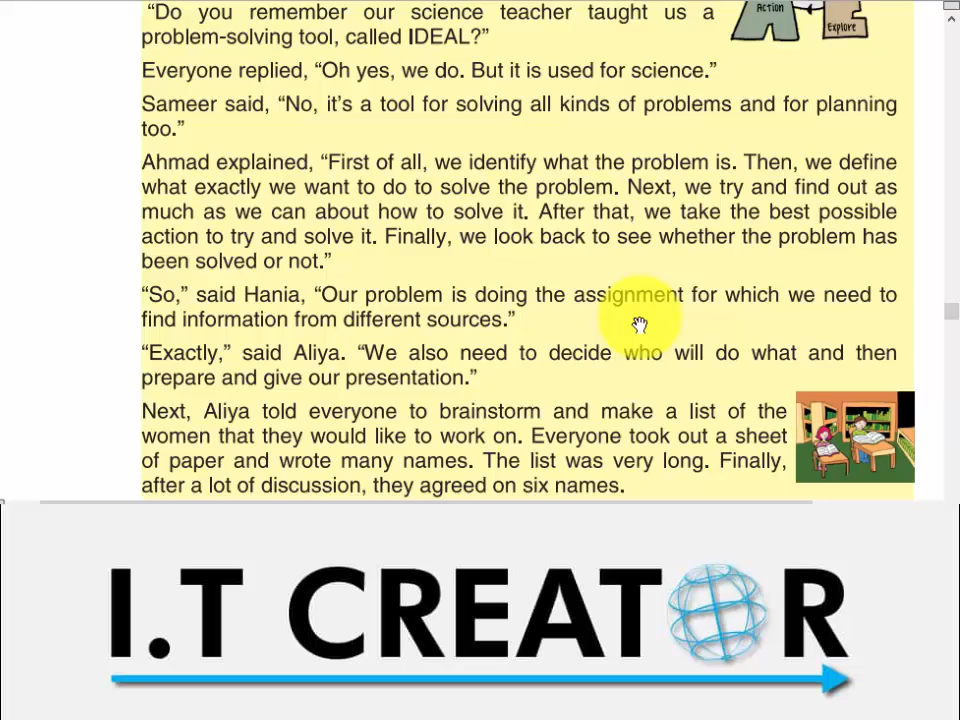 “Do you remember our science teacher taught us a
problem-solving tool, called IDEAL?”
Action
Explore
Everyone replied, “Oh yes, we do. But it is used for science.”
Sameer said, “No, it’s a tool for solving all kinds of problems and for planning
too.”
Ahmad explained, “First of all, we identify what the problem is. Then, we define
what exactly we want to do to solve the problem. Next, we try and find out as
much as we can about how to solve it. After that, we take the best possible
action to try and solve it. Finally, we look back to see whether the problem has
been solved or not.”
“So,” said Hania, “Our problem is doing the assignment for which we need to
find information from different sources.”
“Exactly,” said Aliya. “We also need to decide who will do what and then
prepare and give our presentation.”
Next, Aliya told everyone to brainstorm and make a list of the
women that they would like to work on. Everyone took out a sheet
of paper and wrote many names. The list was very long. Finally,
after a lot of discussion, they agreed on six names.
I.T CREATOR